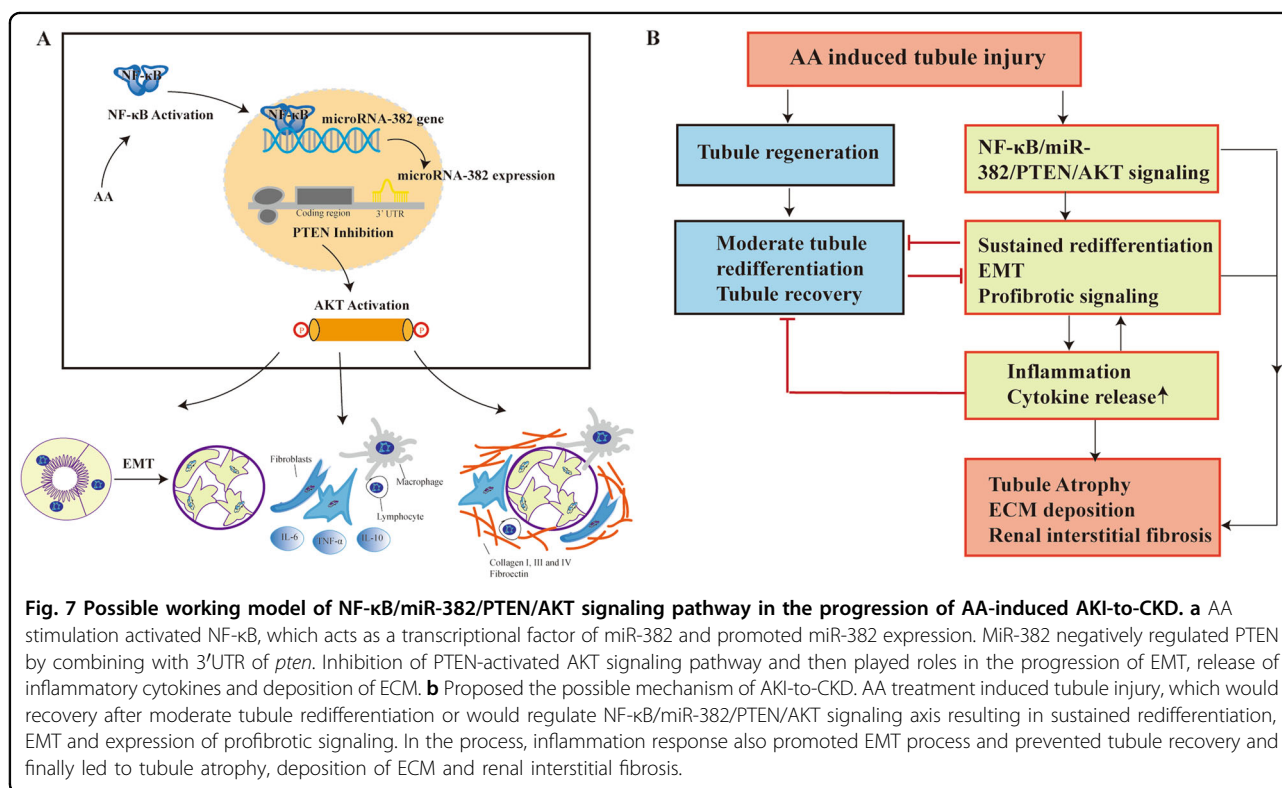 A
NF-κB
NF-κB Activation
AA
NF-κB
microRNA-382 gene
microRNA-382 expression
Coding region
3' UTR
PTEN Inhibition
AKT Activation
P
P
EMT
Fibroblasts
Macrophage
Lymphocyte
IL-6
TNF-α
IL-10
Collagen I, III and IV
Fibroectin
B
AA induced tubule injury
Tubule regeneration
NF-κB/miR-
382/PTEN/AKT signaling
Moderate tubule
redifferentiation
Tubule recovery
Sustained redifferentiation
EMT
Profibrotic signaling
Inflammation
Cytokine release
Tubule Atrophy
ECM deposition
Renal interstitial fibrosis
Fig. 7 Possible working model of NF-κB/miR-382/PTEN/AKT signaling pathway in the progression of AA-induced AKI-to-CKD. a AA
stimulation activated NF-κB, which acts as a transcriptional factor of miR-382 and promoted miR-382 expression. MiR-382 negatively regulated PTEN
by combining with 3′UTR of pten. Inhibition of PTEN-activated AKT signaling pathway and then played roles in the progression of EMT, release of
inflammatory cytokines and deposition of ECM. b Proposed the possible mechanism of AKI-to-CKD. AA treatment induced tubule injury, which would
recovery after moderate tubule redifferentiation or would regulate NF-κB/miR-382/PTEN/AKT signaling axis resulting in sustained redifferentiation,
EMT and expression of profibrotic signaling. In the process, inflammation response also promoted EMT process and prevented tubule recovery and
finally led to tubule atrophy, deposition of ECM and renal interstitial fibrosis.